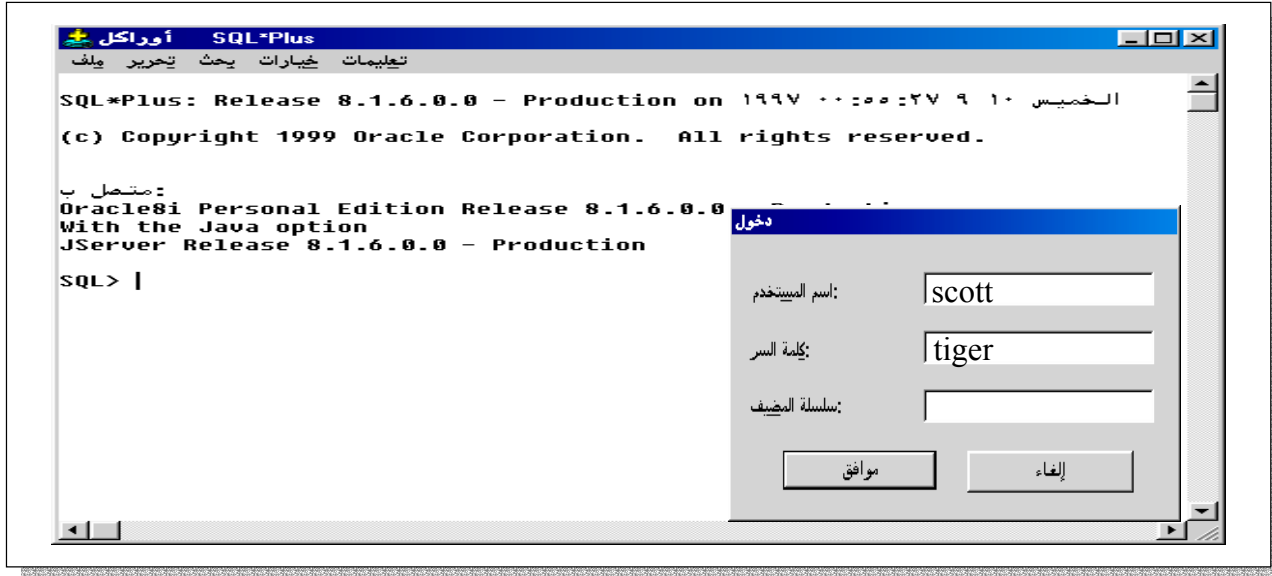 أوراكل SQL*Plus
ملف تحرير بحث خيارات تعليمات
SQL*Plus: Release 8.1.6.0.0 - Production on الخميس ١٠ ٩ ٢٧:٥٥:٠٠ ١٩٩٧
(c) Copyright 1999 Oracle Corporation. All rights reserved.
متصل ب:
Oracle8i Personal Edition Release 8.1.6.0.0
With the Java option
JServer Release 8.1.6.0.0 - Production
SQL>
دخول
اسم المستخدم: scott
كلمة السر: tiger
سلسلة المضيف:
موافق إلغاء